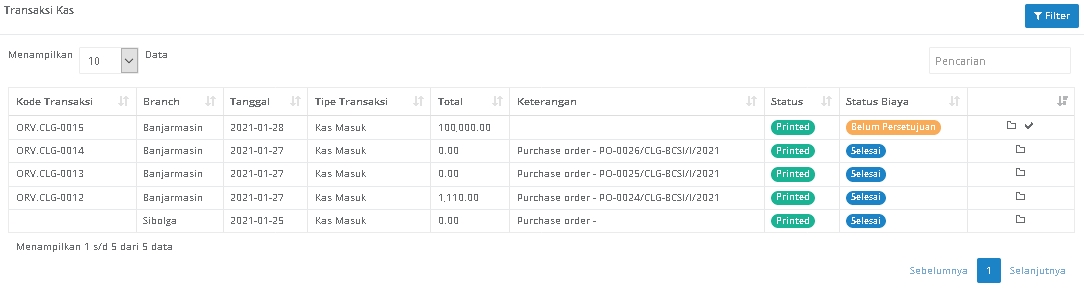 Transaksi Kas
Filter
Menampilkan 10 Data
Pencarian
Kode Transaksi Branch Tanggal Tipe Transaksi Total Keterangan Status Status Biaya
ORV.CLG-0015 Banjarmasin 2021-01-28 Kas Masuk 100,000.00 Printed Belum Persetujuan
ORV.CLG-0014 Banjarmasin 2021-01-27 Kas Masuk 0.00 Purchase order - PO-0026/CLG-BCSI/I/2021 Printed Selesai
ORV.CLG-0013 Banjarmasin 2021-01-27 Kas Masuk 0.00 Purchase order - PO-0025/CLG-BCSI/I/2021 Printed Selesai
ORV.CLG-0012 Banjarmasin 2021-01-27 Kas Masuk 1,110.00 Purchase order - PO-0024/CLG-BCSI/I/2021 Printed Selesai
Sibolga 2021-01-25 Kas Masuk 0.00 Purchase order - Printed Selesai
Menampilkan 1 s/d 5 dari 5 data
Sebelumnya 1 Selanjutnya